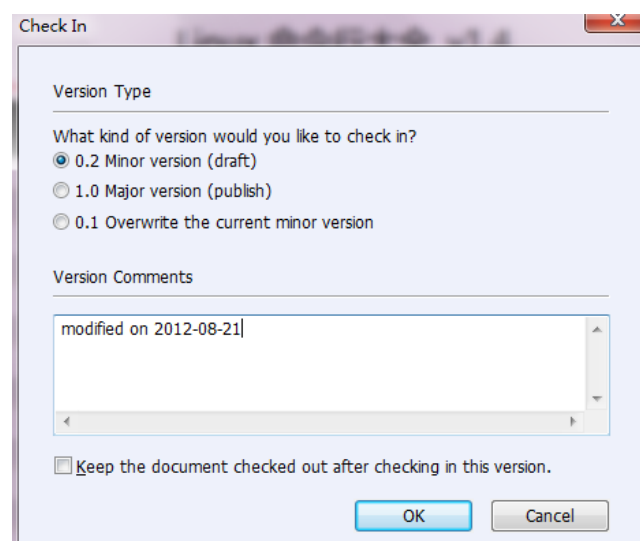 Check In
Version Type
What kind of version would you like to check in?
0.2 Minor version (draft)
1.0 Major version (publish)
0.1 Overwrite the current minor version
Version Comments
modified on 2012-08-21
Keep the document checked out after checking in this version.
OK
Cancel